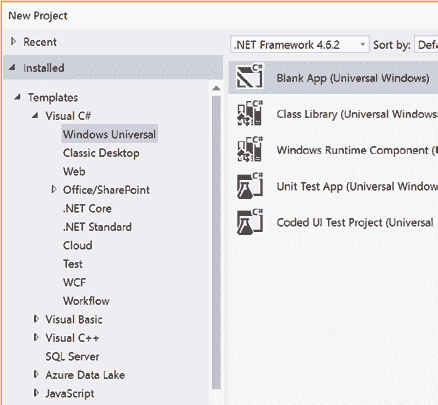 New Project
Recent
Installed
Templates
Visual C#
Windows Universal
Classic Desktop
Web
Office/SharePoint
.NET Core
.NET Standard
Cloud
Test
WCF
Workflow
Visual Basic
Visual C++
SQL Server
Azure Data Lake
JavaScript
.NET Framework 4.6.2 Sort by: Defa
C# Blank App (Universal Windows)
C# Class Library (Universal Windows
C# Windows Runtime Component (
C# Unit Test App (Universal Window
C# Coded UI Test Project (Universal